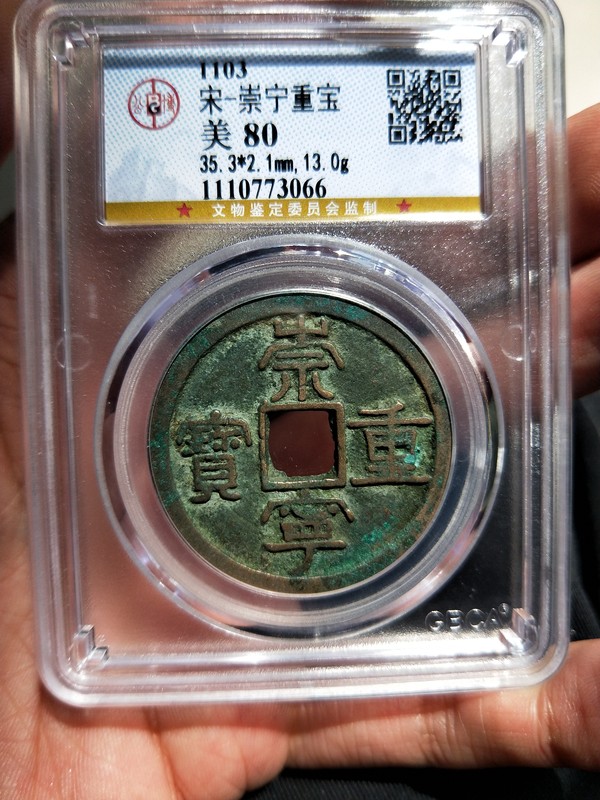 1103
宋-崇宁重宝
美 80
35.3*2.1mm,13.0g
1110773066
文物鉴定委员会监制
崇
寶 重
寧
GBCA